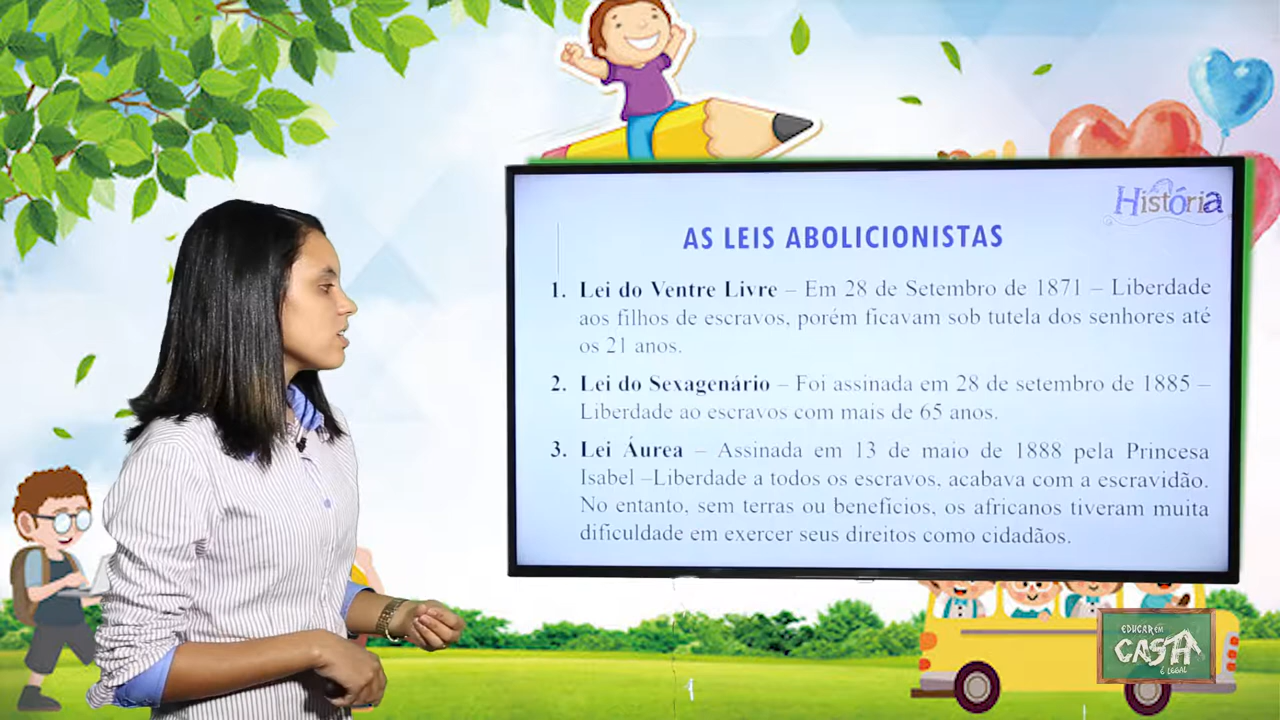 História
AS LEIS ABOLICIONISTAS
1. Lei do Ventre Livre – Em 28 de Setembro de 1871 – Liberdade
aos filhos de escravos, porém ficavam sob tutela dos senhores até
os 21 anos.
2. Lei do Sexagenário – Foi assinada em 28 de setembro de 1885 –
Liberdade ao escravos com mais de 65 anos.
3. Lei Áurea – Assinada em 13 de maio de 1888 pela Princesa
Isabel –Liberdade a todos os escravos, acabava com a escravidão.
No entanto, sem terras ou benefícios, os africanos tiveram muita
dificuldade em exercer seus direitos como cidadãos.
EDUCAR EM
CASA
É LEGAL